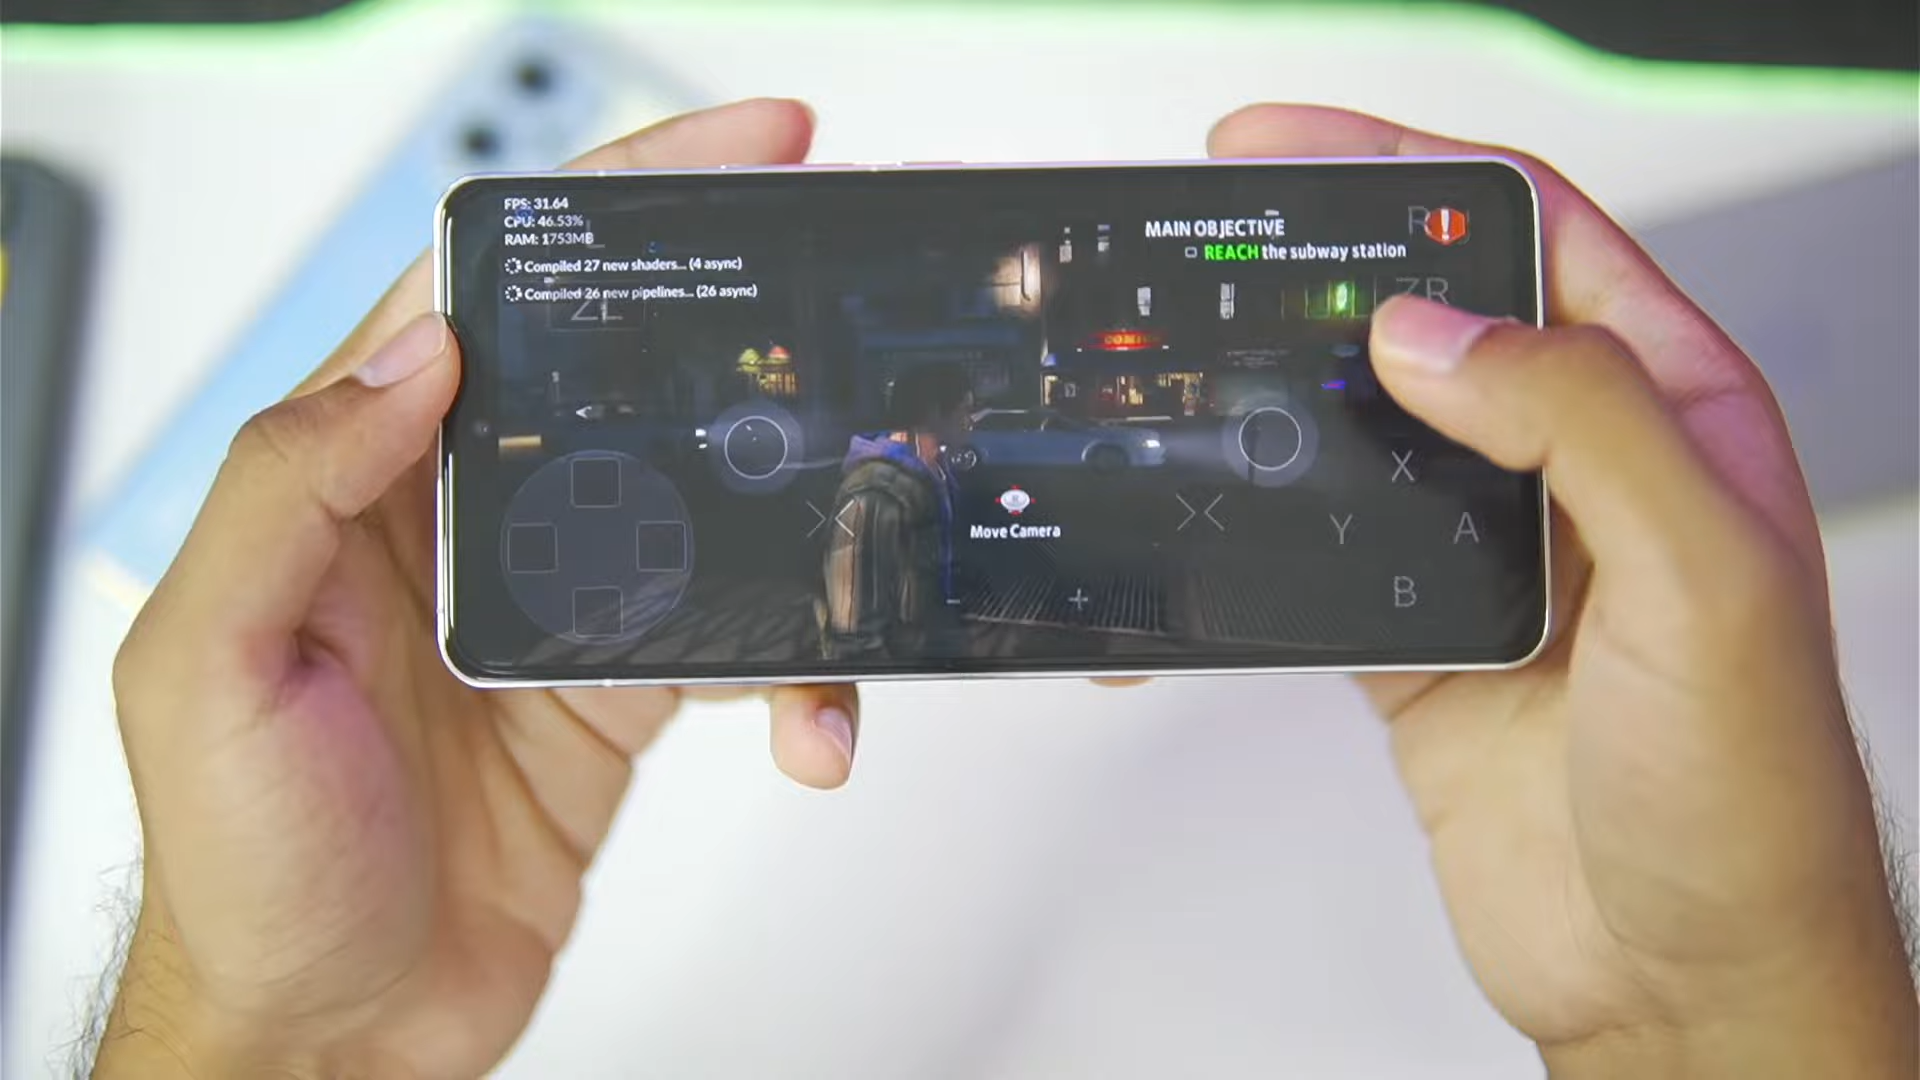 FPS: 31.64
CPU: 46.53%
RAM: 1753MB
Compiled 27 new shaders... (4 async)
Compiled 26 new pipelines... (26 async)
ZL
MAIN OBJECTIVE
REACH the subway station
R
!
ZR
X
Y
A
B
Move Camera
-
+